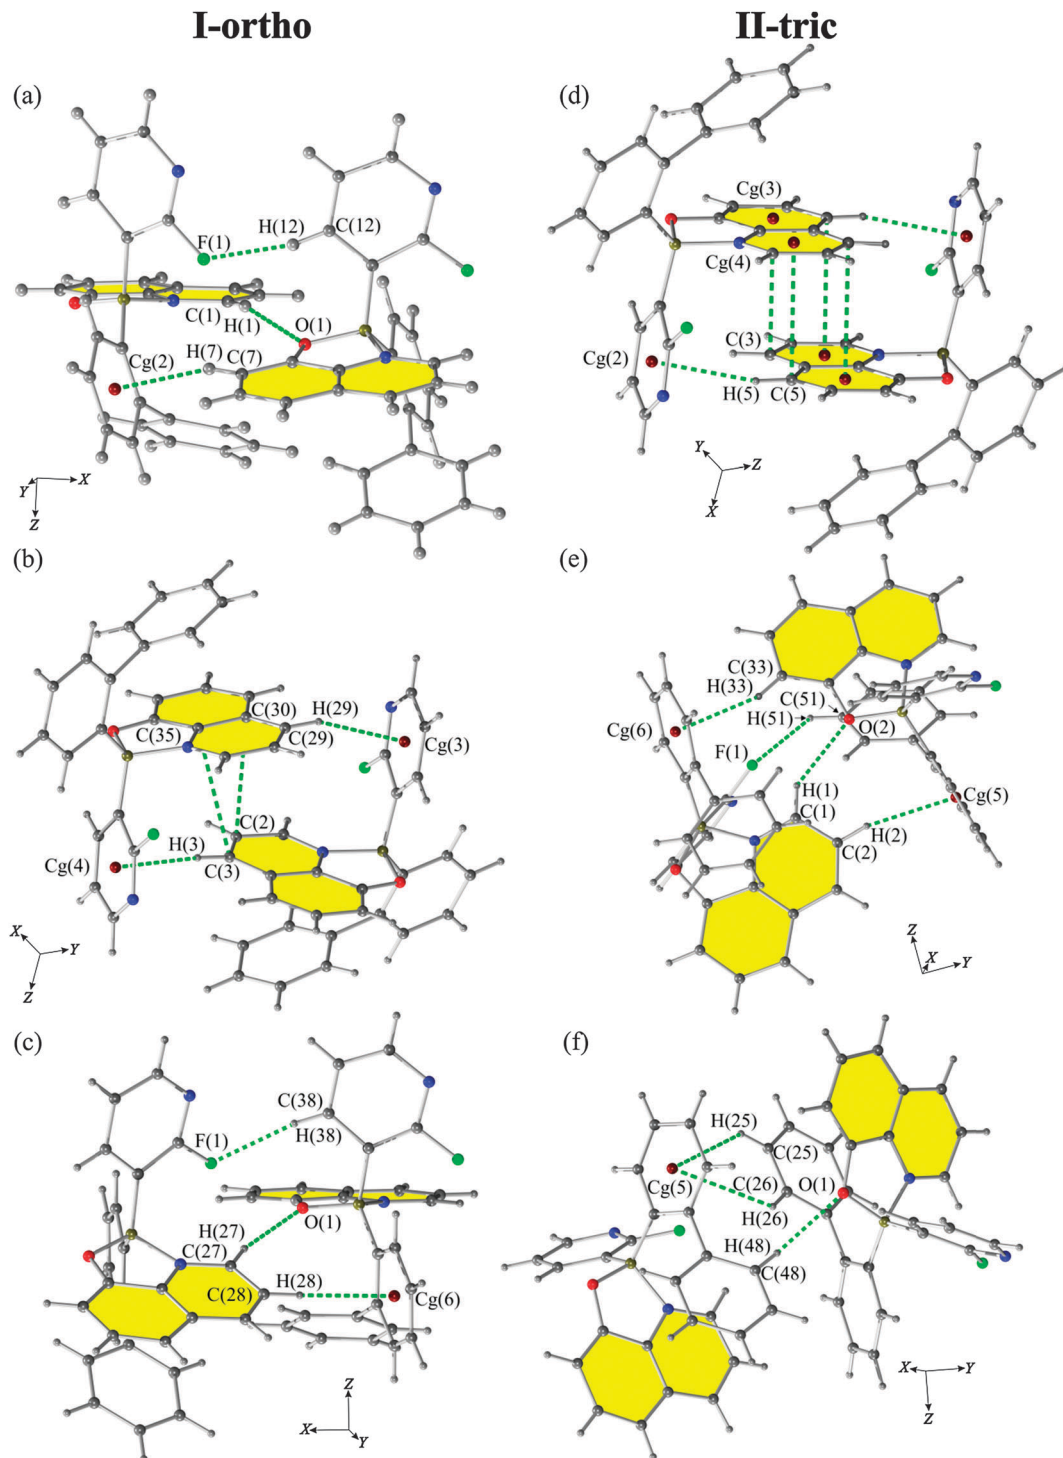 I-ortho
II-tric
(a)
F(1)
H(12)
C(12)
C(1)
H(1)
O(1)
H(7)
C(7)
Cg(2)
Y
X
Z
(d)
Cg(3)
Cg(4)
C(3)
Cg(2)
H(5)
C(5)
Y
Z
X
(b)
C(30)
H(29)
C(35)
C(29)
Cg(3)
C(2)
H(3)
Cg(4)
C(3)
X
Y
Z
(e)
C(33)
H(33)
C(51)
H(51)
O(2)
Cg(6)
F(1)
H(1)
C(1)
Cg(5)
H(2)
C(2)
Z
X
Y
(c)
C(38)
F(1)
H(38)
H(27)
O(1)
C(27)
H(28)
C(28)
Cg(6)
Z
X
Y
(f)
H(25)
C(25)
Cg(5)
C(26)
O(1)
H(26)
H(48)
C(48)
X
Y
Z